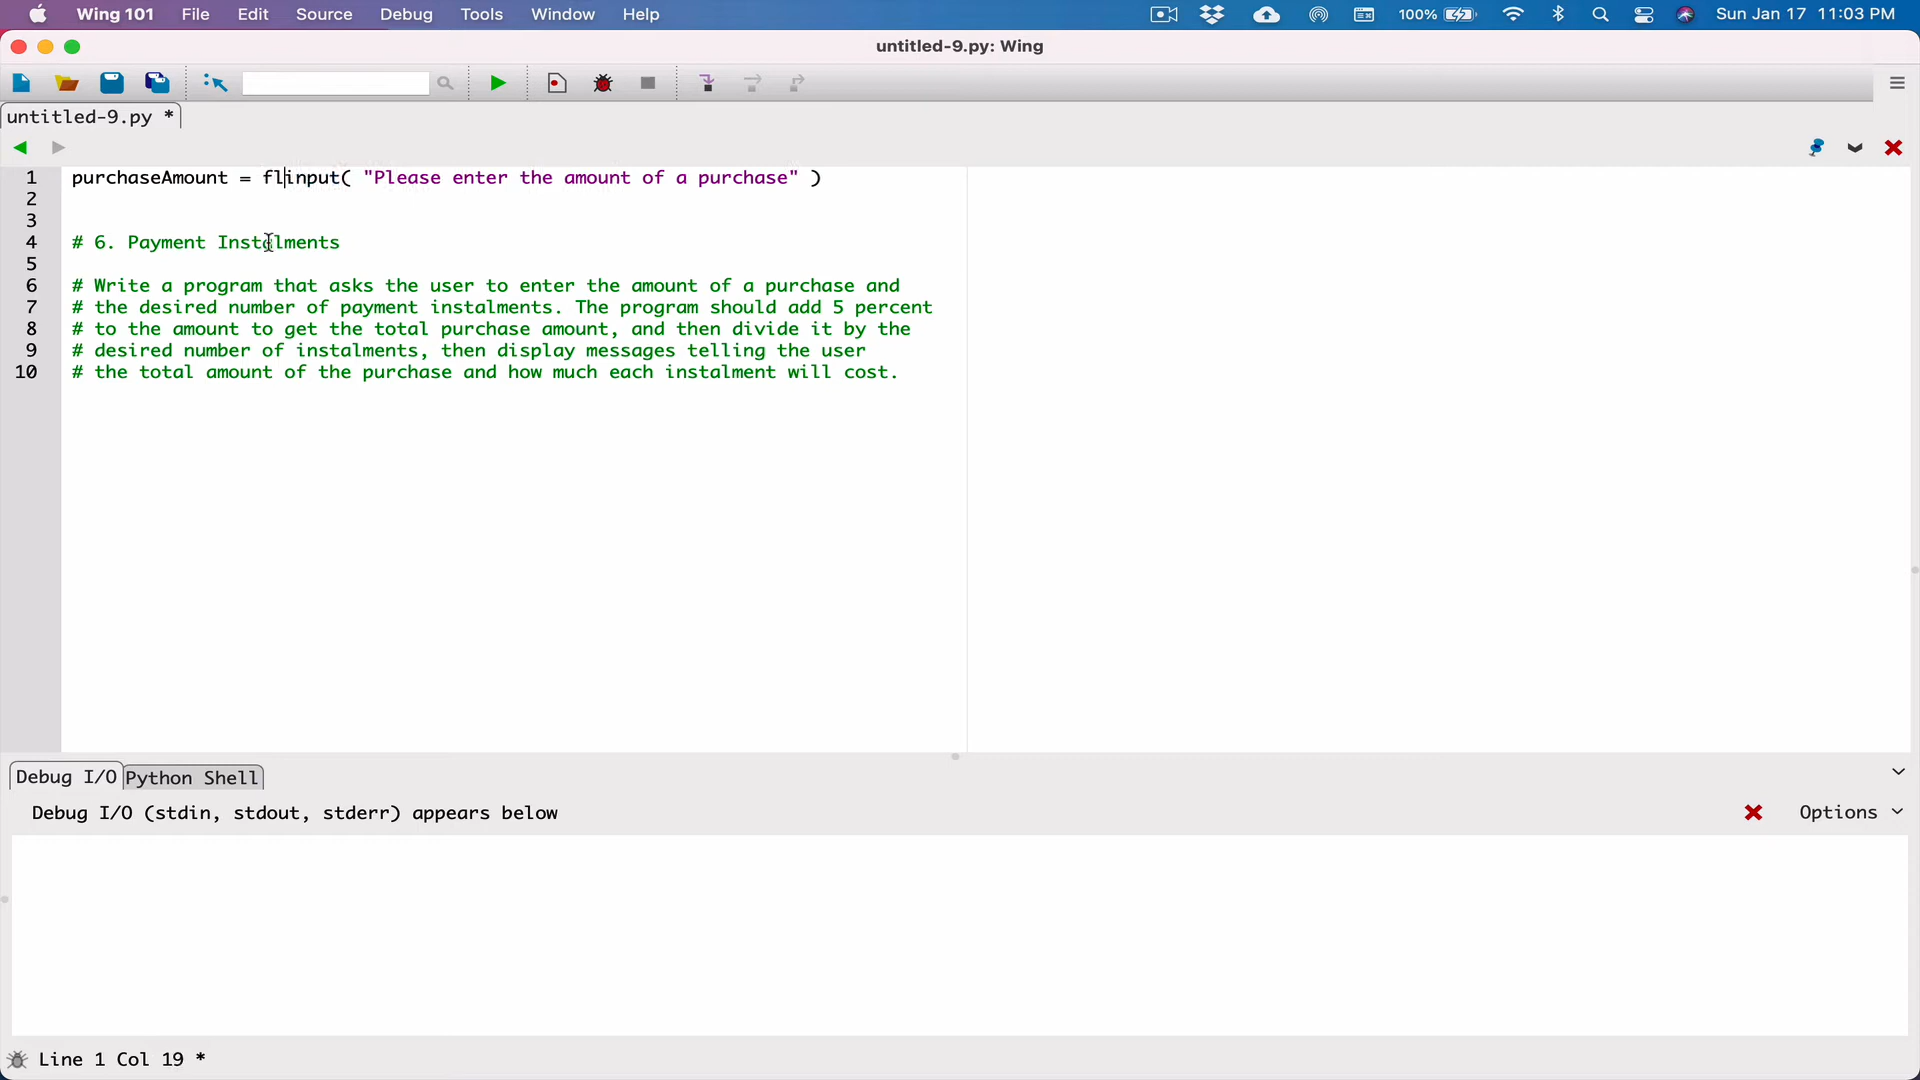 Wing 101 File Edit Source Debug Tools Window Help 100% Sun Jan 17 11:03 PM
untitled-9.py: Wing
untitled-9.py *
1 purchaseAmount = flinput( "Please enter the amount of a purchase" )
2
3
4 # 6. Payment Instalments
5
6 # Write a program that asks the user to enter the amount of a purchase and
7 # the desired number of payment instalments. The program should add 5 percent
8 # to the amount to get the total purchase amount, and then divide it by the
9 # desired number of instalments, then display messages telling the user
10 # the total amount of the purchase and how much each instalment will cost.
Debug I/O Python Shell
Debug I/O (stdin, stdout, stderr) appears below Options
Line 1 Col 19 *